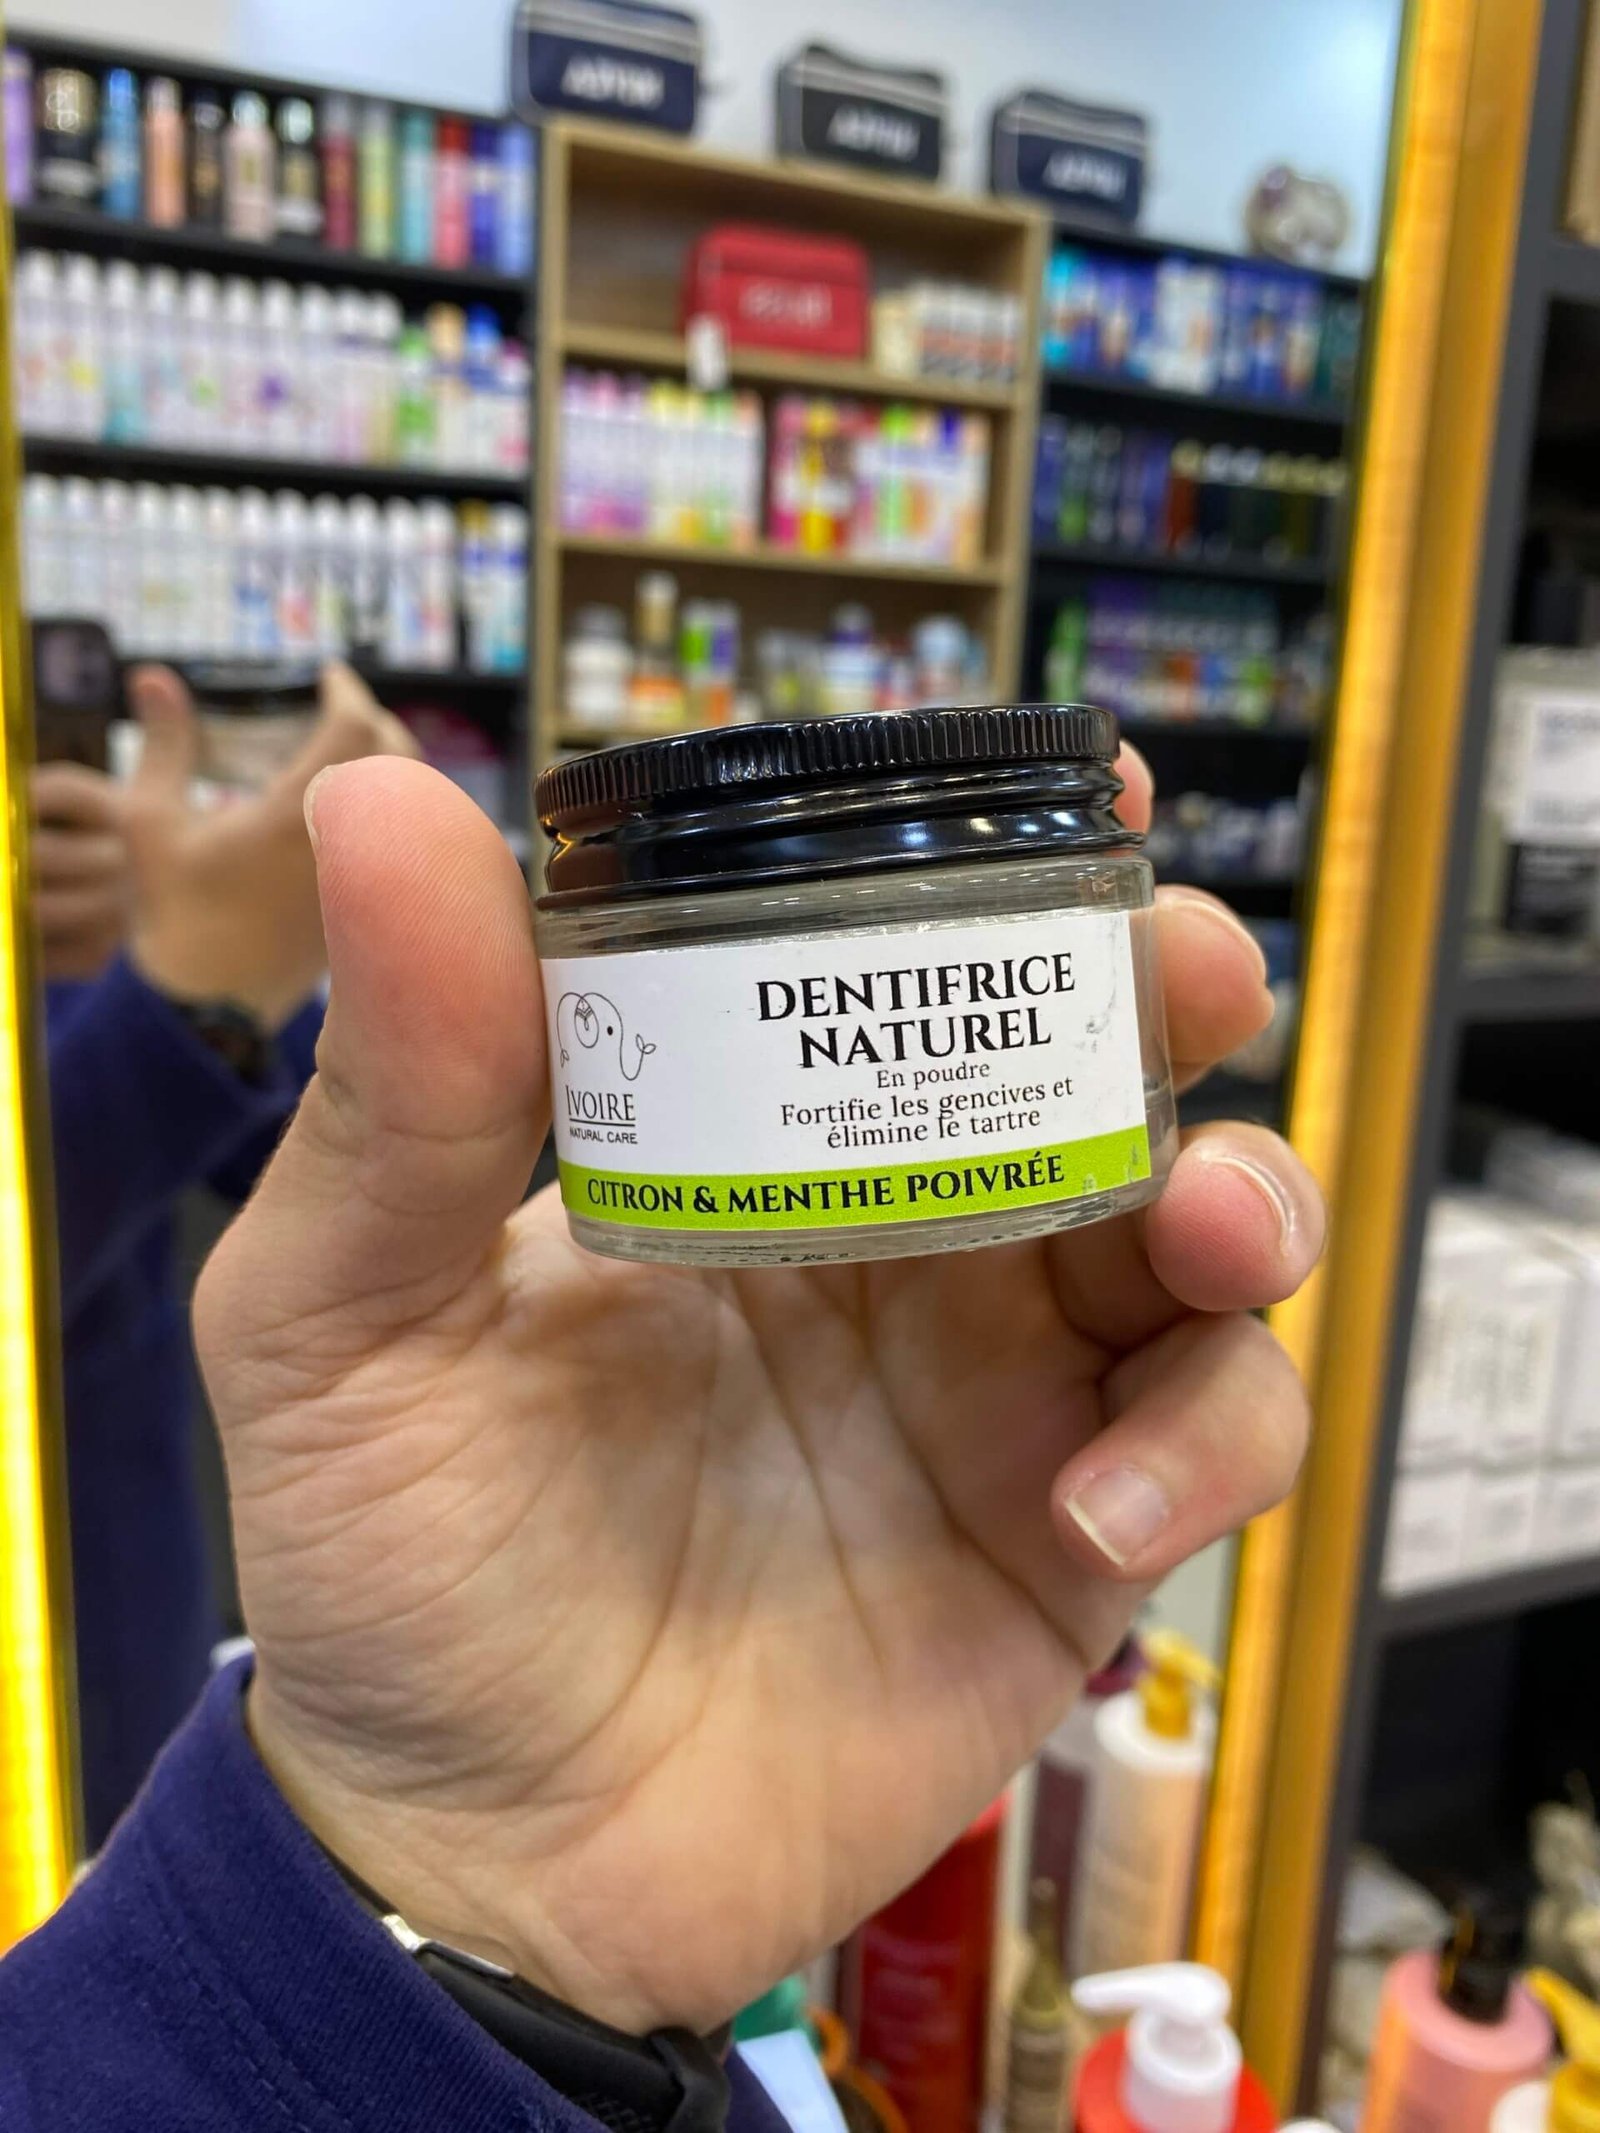 DENTIFRICE
NATUREL
En poudre
Fortifie les gencives et
élimine le tartre
IVOIRE
NATURAL CARE
CITRON & MENTHE POIVRÉE